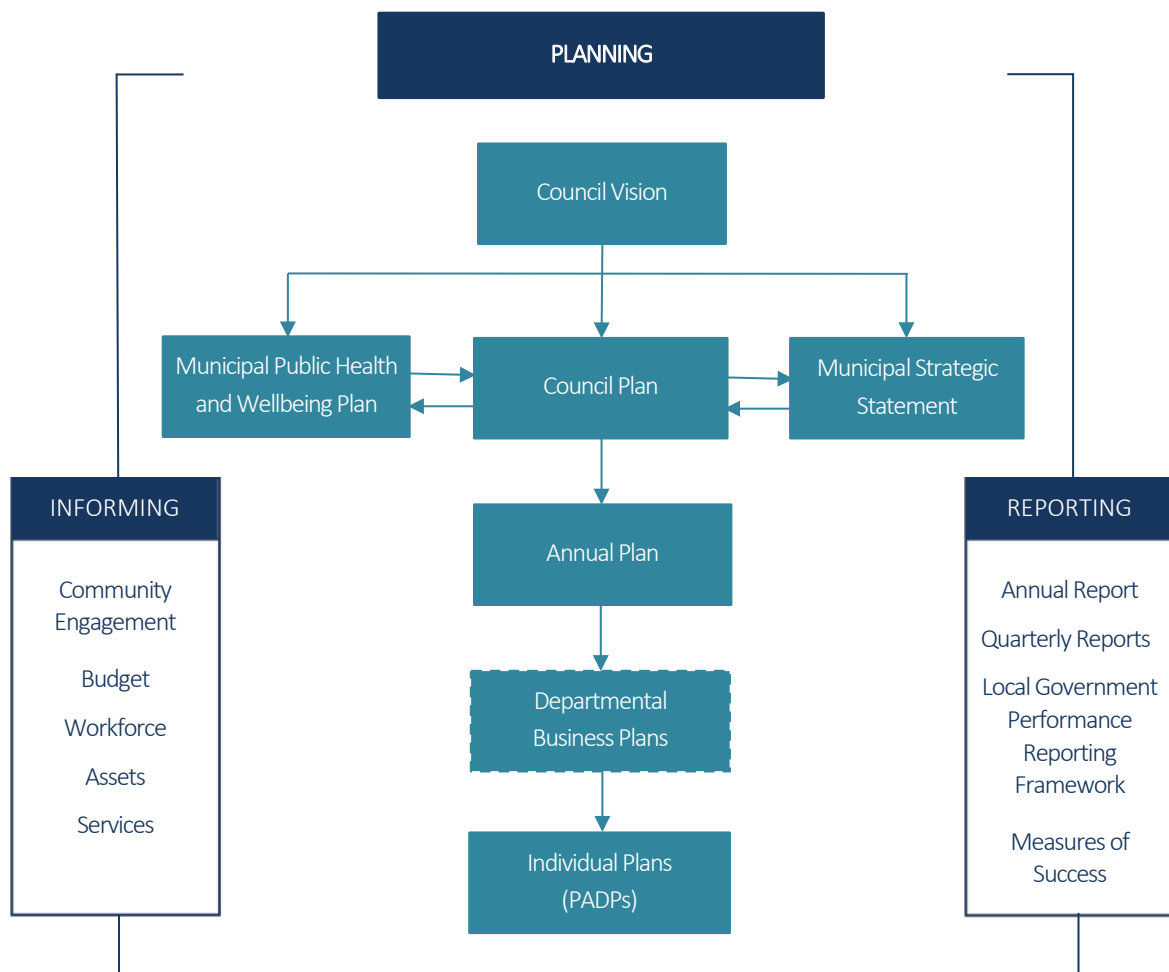 PLANNING
Council Vision
Municipal Public Health
and Wellbeing Plan
Council Plan
Municipal Strategic
Statement
Annual Plan
Departmental
Business Plans
Individual Plans
(PADPs)
INFORMING
Community
Engagement
Budget
Workforce
Assets
Services
REPORTING
Annual Report
Quarterly Reports
Local Government
Performance
Reporting
Framework
Measures of
Success